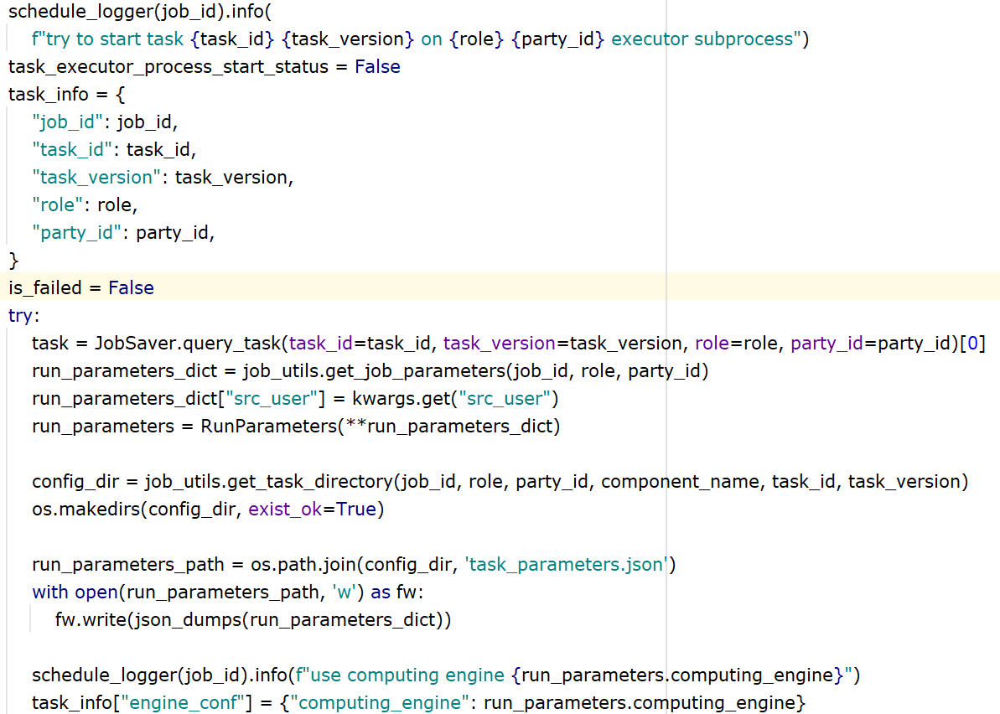 schedule_logger(job_id).info(
    f"try to start task {task_id} {task_version} on {role} {party_id} executor subprocess")
task_executor_process_start_status = False
task_info = {
    "job_id": job_id,
    "task_id": task_id,
    "task_version": task_version,
    "role": role,
    "party_id": party_id,
}
is_failed = False
try:
    task = JobSaver.query_task(task_id=task_id, task_version=task_version, role=role, party_id=party_id)[0]
    run_parameters_dict = job_utils.get_job_parameters(job_id, role, party_id)
    run_parameters_dict["src_user"] = kwargs.get("src_user")
    run_parameters = RunParameters(**run_parameters_dict)

    config_dir = job_utils.get_task_directory(job_id, role, party_id, component_name, task_id, task_version)
    os.makedirs(config_dir, exist_ok=True)

    run_parameters_path = os.path.join(config_dir, 'task_parameters.json')
    with open(run_parameters_path, 'w') as fw:
        fw.write(json_dumps(run_parameters_dict))

    schedule_logger(job_id).info(f"use computing engine {run_parameters.computing_engine}")
    task_info["engine_conf"] = {"computing_engine": run_parameters.computing_engine}